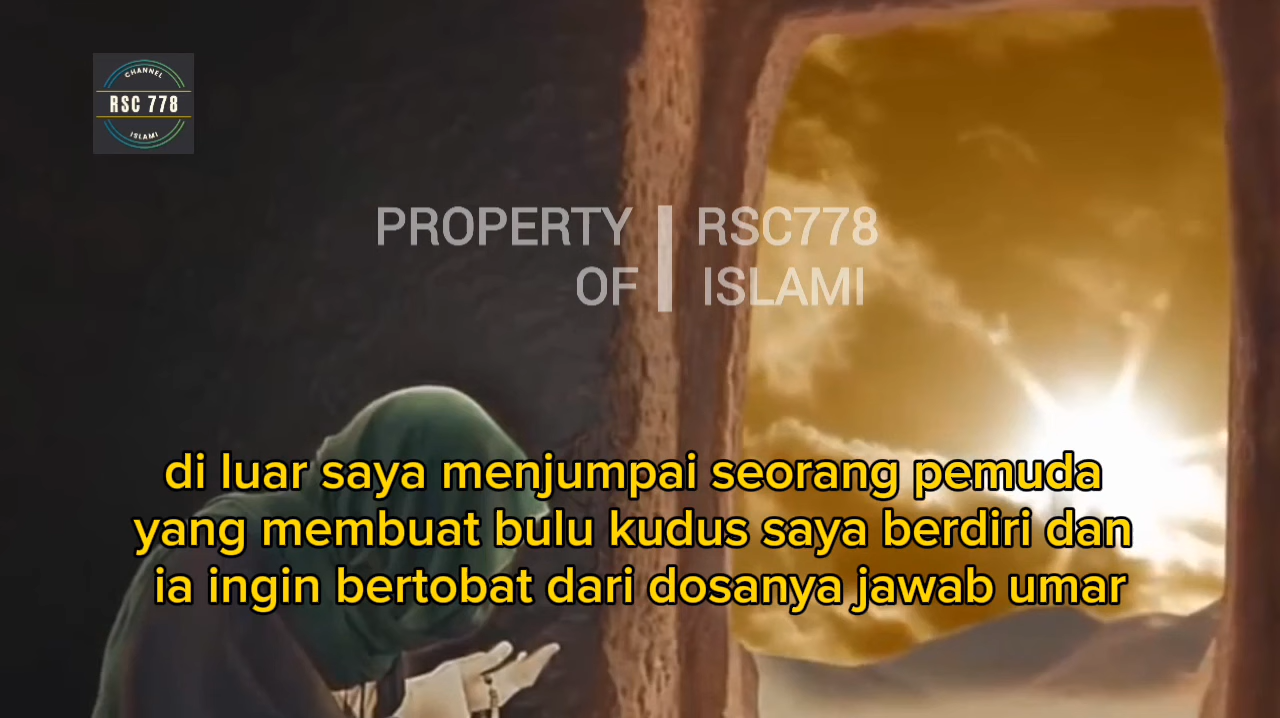 CHANNEL
RSC 778
ISLAMI
PROPERTY RSC778
OF ISLAMI
di luar saya menjumpai seorang pemuda
yang membuat bulu kudus saya berdiri dan
ia ingin bertobat dari dosanya jawab umar